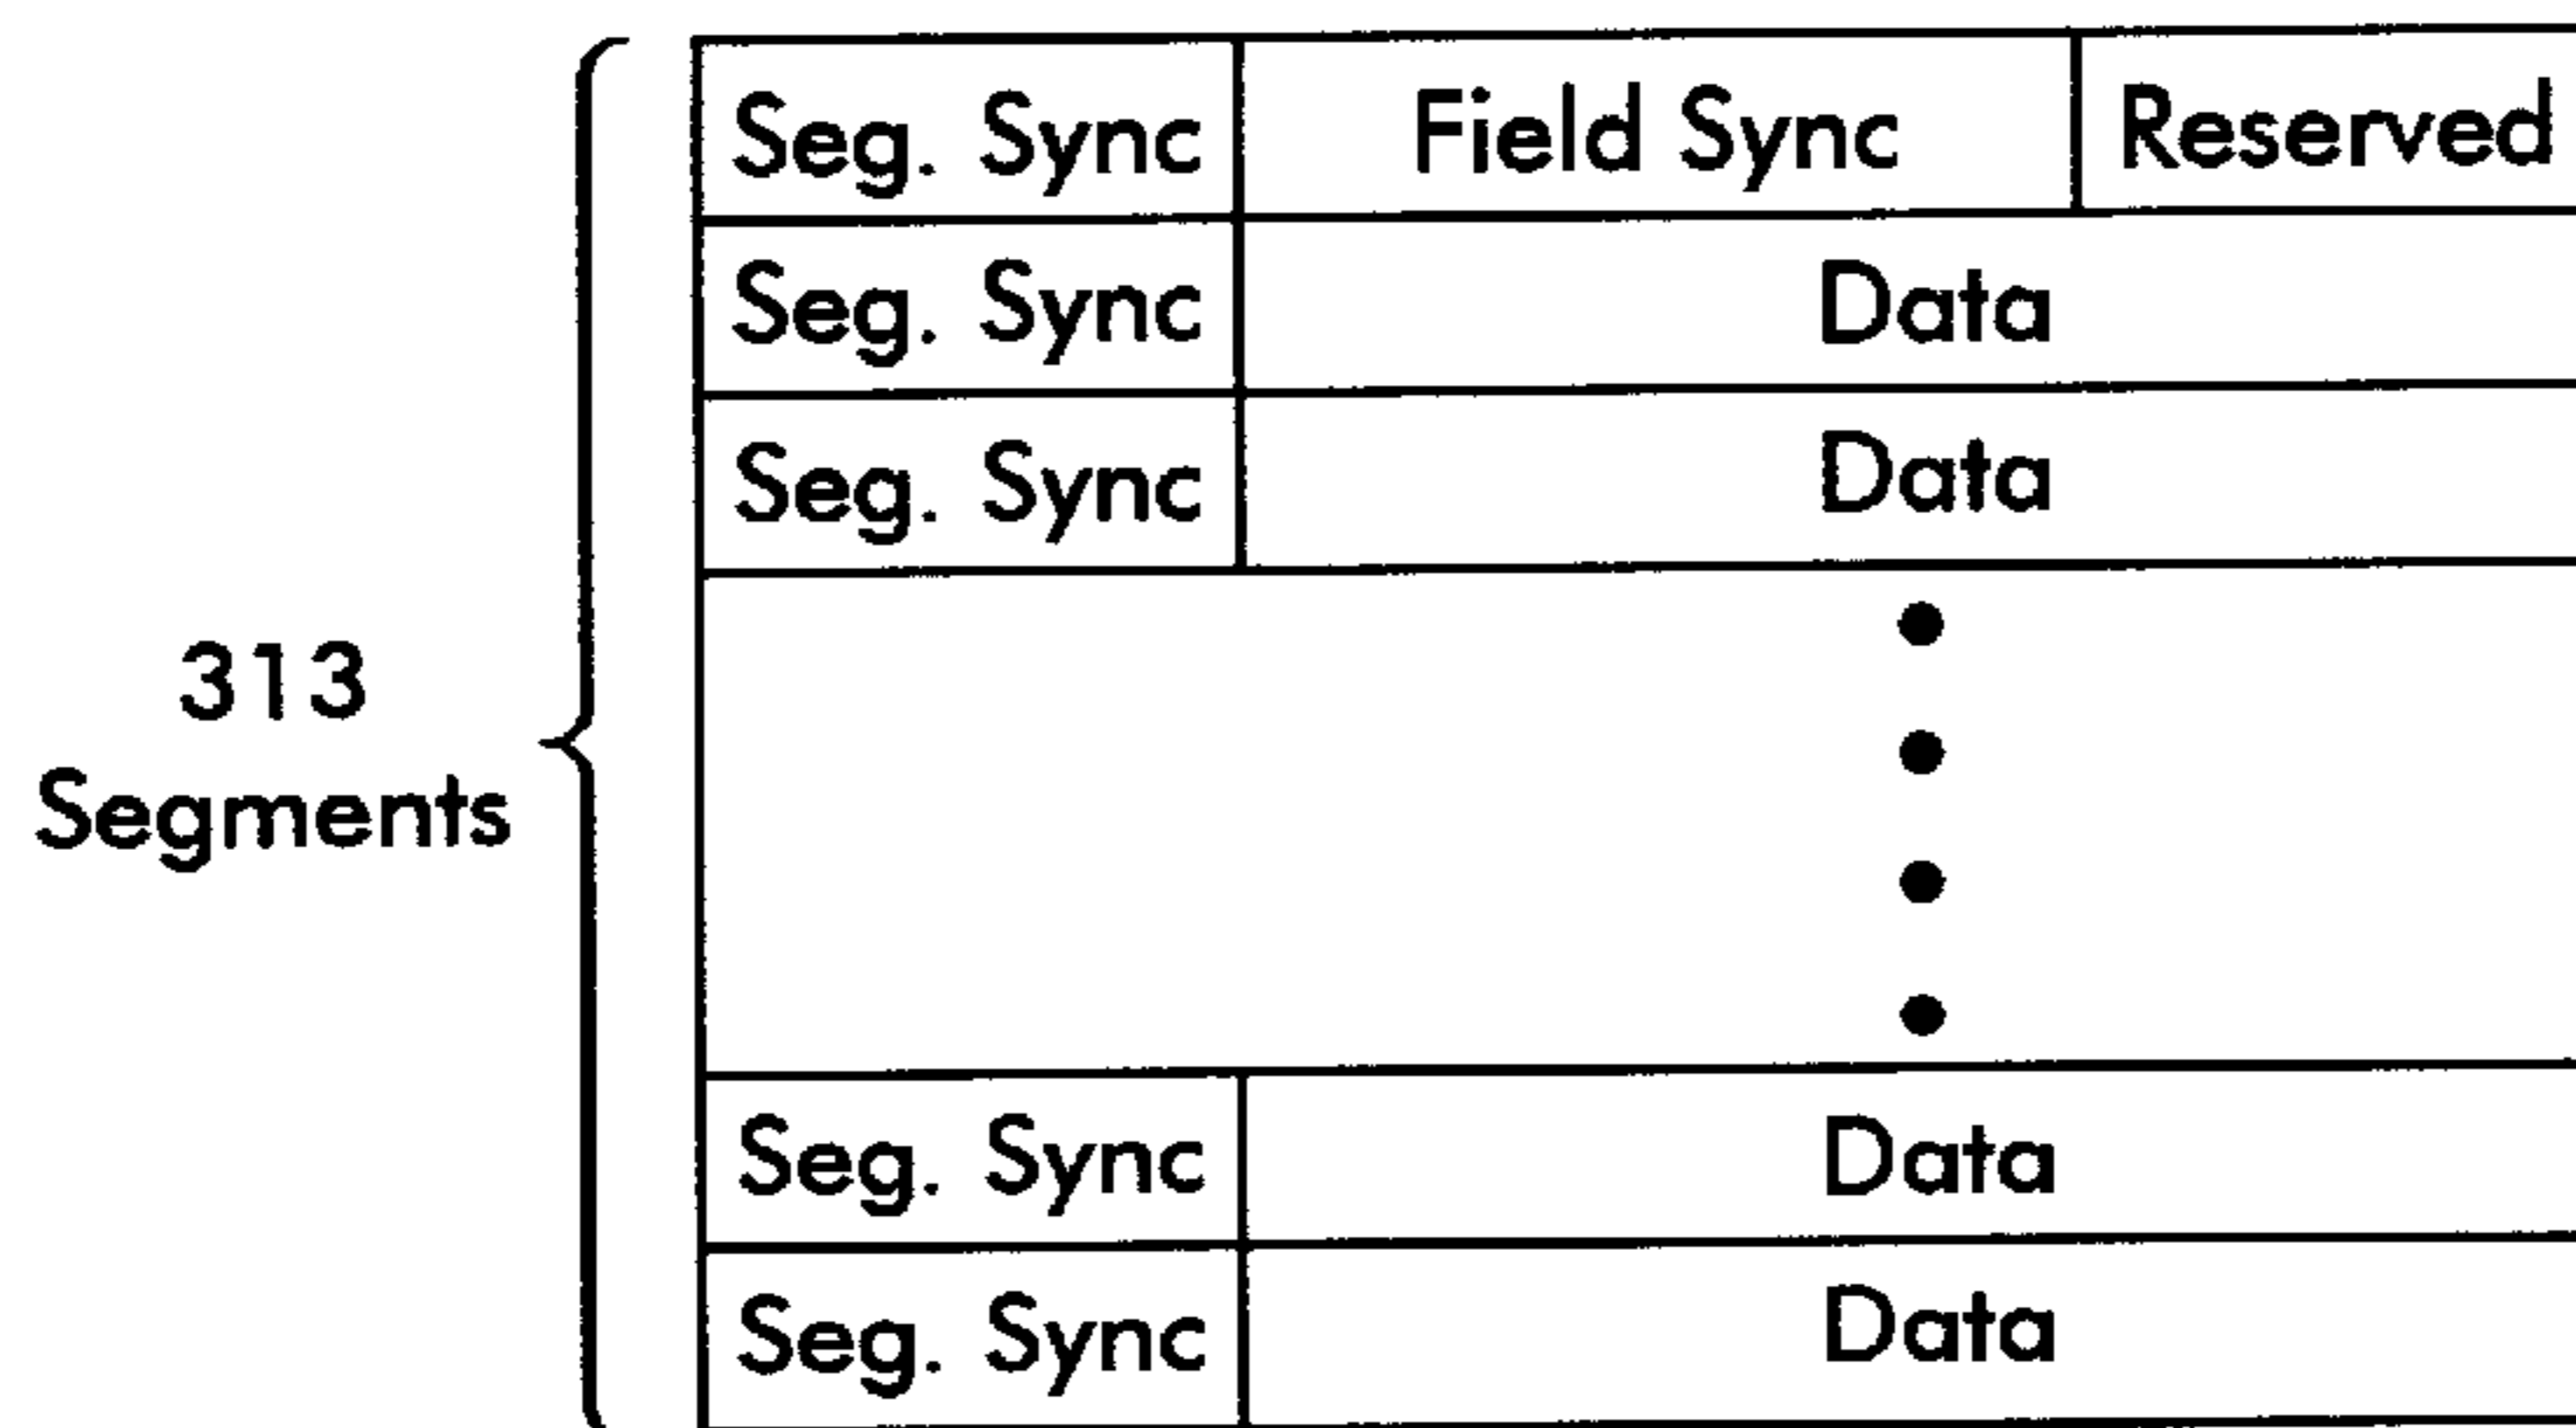 Seg. Sync Field Sync Reserved
Seg. Sync Data
Seg. Sync Data
313
Segments
Seg. Sync Data
Seg. Sync Data